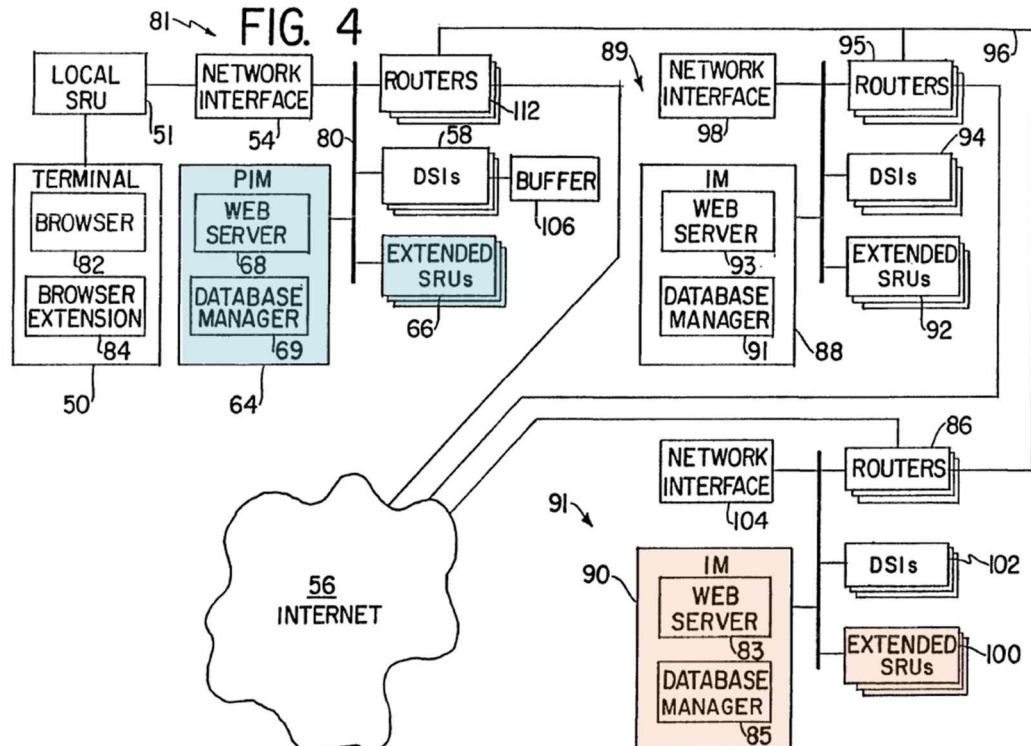 FIG. 4
81
LOCAL
SRU
51
NETWORK
INTERFACE
54
80
ROUTERS
112
58
DSIs
BUFFER
106
EXTENDED
SRUs
66
TERMINAL
BROWSER
82
BROWSER
EXTENSION
84
50
PIM
WEB
SERVER
68
DATABASE
MANAGER
69
64
89
NETWORK
INTERFACE
98
95
ROUTERS
96
94
DSIs
EXTENDED
SRUs
92
IM
WEB
SERVER
93
DATABASE
MANAGER
91
88
56
INTERNET
91
NETWORK
INTERFACE
104
86
ROUTERS
DSIs
102
EXTENDED
SRUs
100
90
IM
WEB
SERVER
83
DATABASE
MANAGER
85